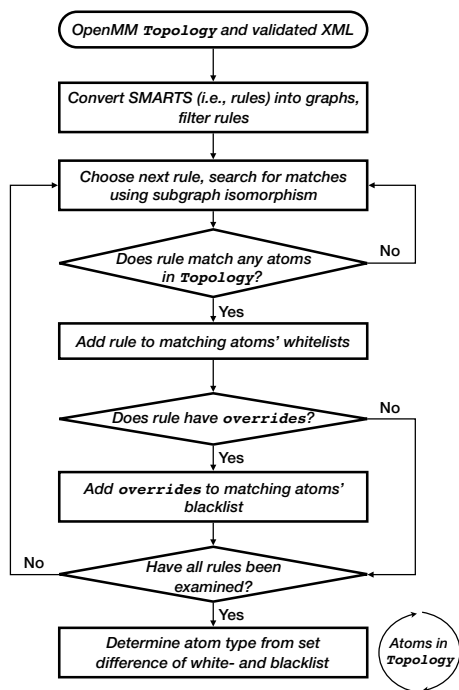 OpenMM Topology and validated XML
Convert SMARTS (i.e., rules) into graphs,
filter rules
Choose next rule, search for matches
using subgraph isomorphism
No
Does rule match any atoms
in Topology?
Yes
Add rule to matching atoms' whitelists
No
Does rule have overrides?
Yes
Add overrides to matching atoms'
blacklist
No
Have all rules been
examined?
Yes
Determine atom type from set
difference of white- and blacklist
Atoms in
Topology